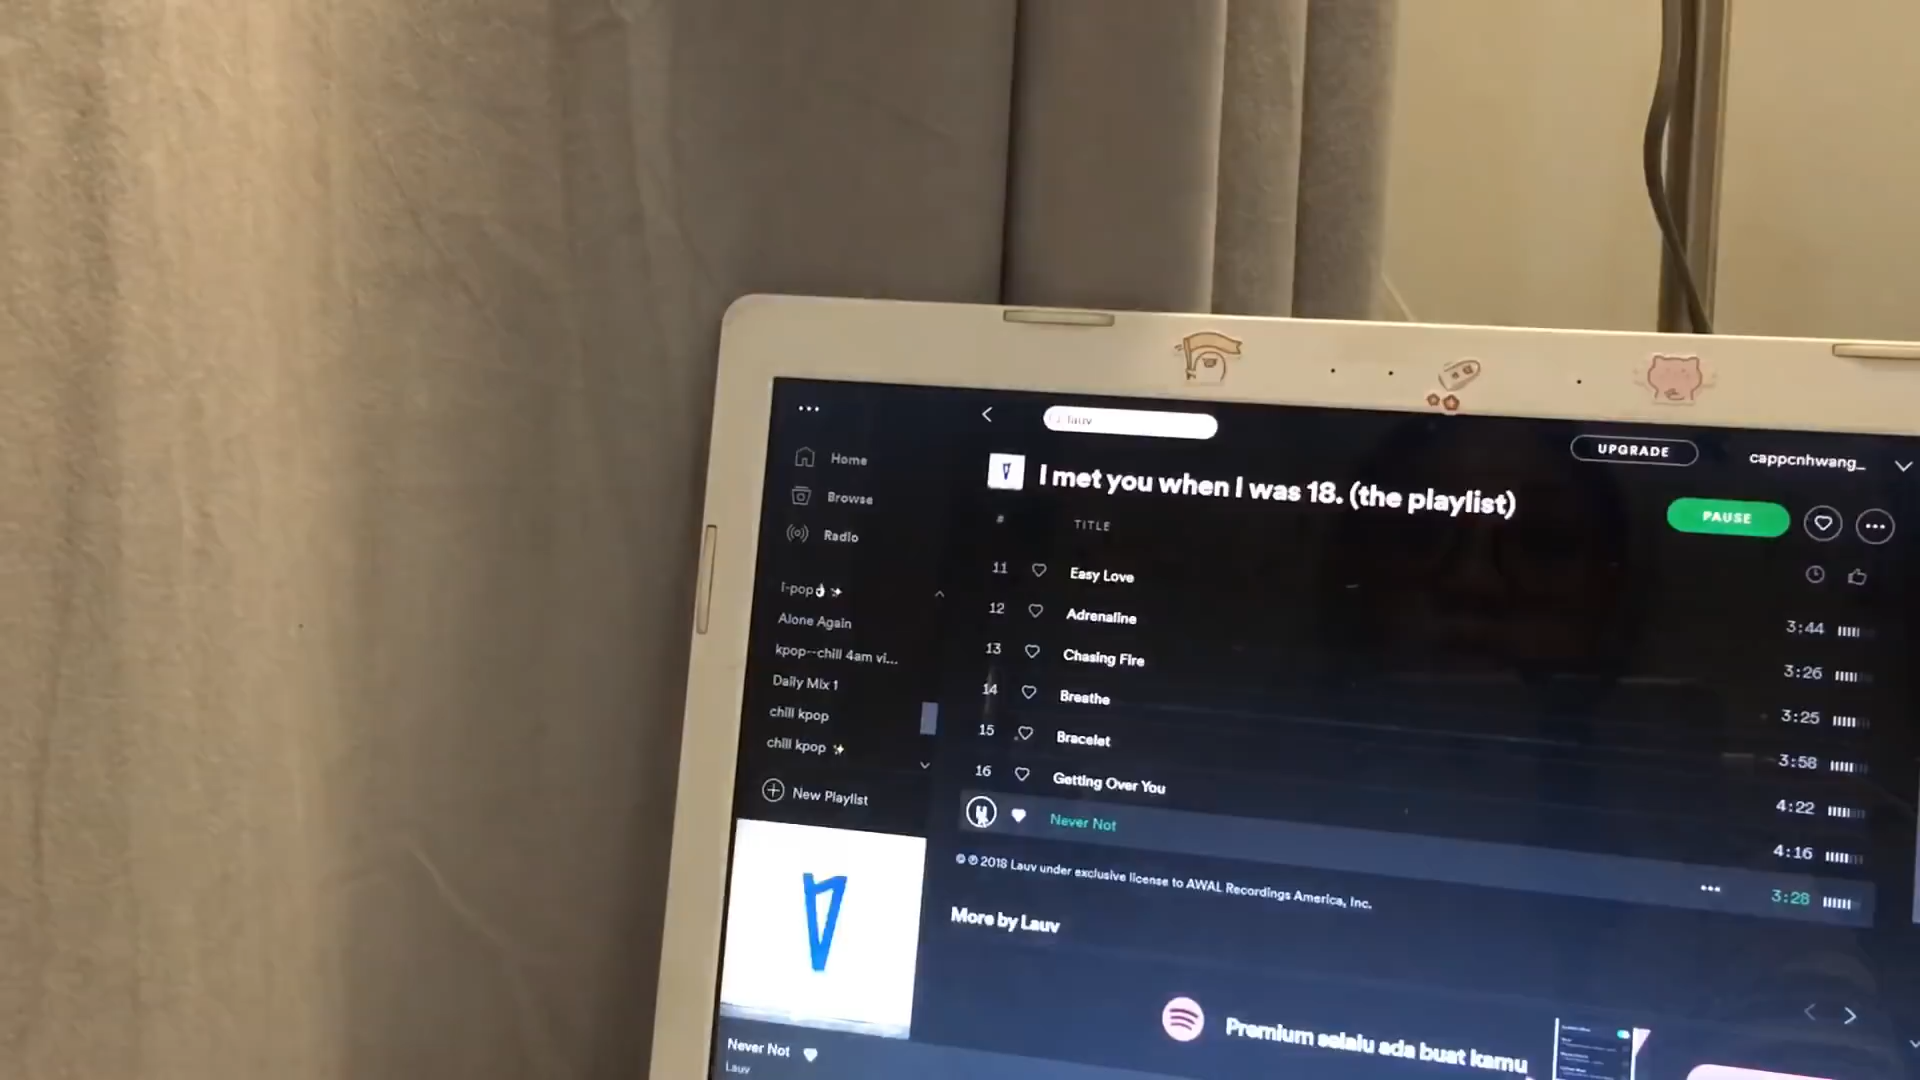 lauv
UPGRADE
cappcnhwang_
Home
Browse
Radio
Alone Again
kpop--chill 4am vi...
Daily Mix 1
chill kpop
chill kpop ✨
New Playlist
I met you when I was 18. (the playlist)
PAUSE
# TITLE
11 Easy Love 3:44
12 Adrenaline 3:26
13 Chasing Fire 3:25
14 Breathe 3:58
15 Bracelet 4:22
16 Getting Over You 4:16
Never Not 3:28
© ℗ 2018 Lauv under exclusive license to AWAL Recordings America, Inc.
More by Lauv
Premium selalu ada buat kamu
Never Not
Lauv